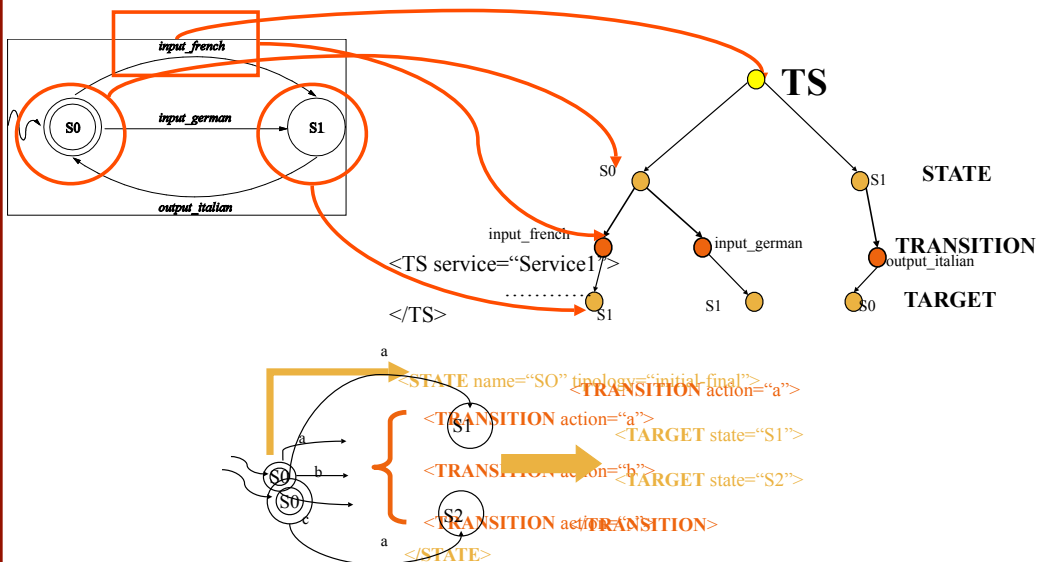 input_french
S0
input_german
S1
output_italian
TS
S0
S1
STATE
input_french
input_german
TRANSITION
output_italian
<TS service=“Service1”>
S1
S1
S0
TARGET
</TS>
a
<STATE name=“SO” tipology=“initial-final”>
<TRANSITION action=“a”>
<TRANSITION action=“a”>
S1
<TARGET state=“S1”>
a
b
S0
<TRANSITION action=“b”>
<TARGET state=“S2”>
S0
c
S2
<TRANSITION action=“c”>
</TRANSITION>
a
</STATE>